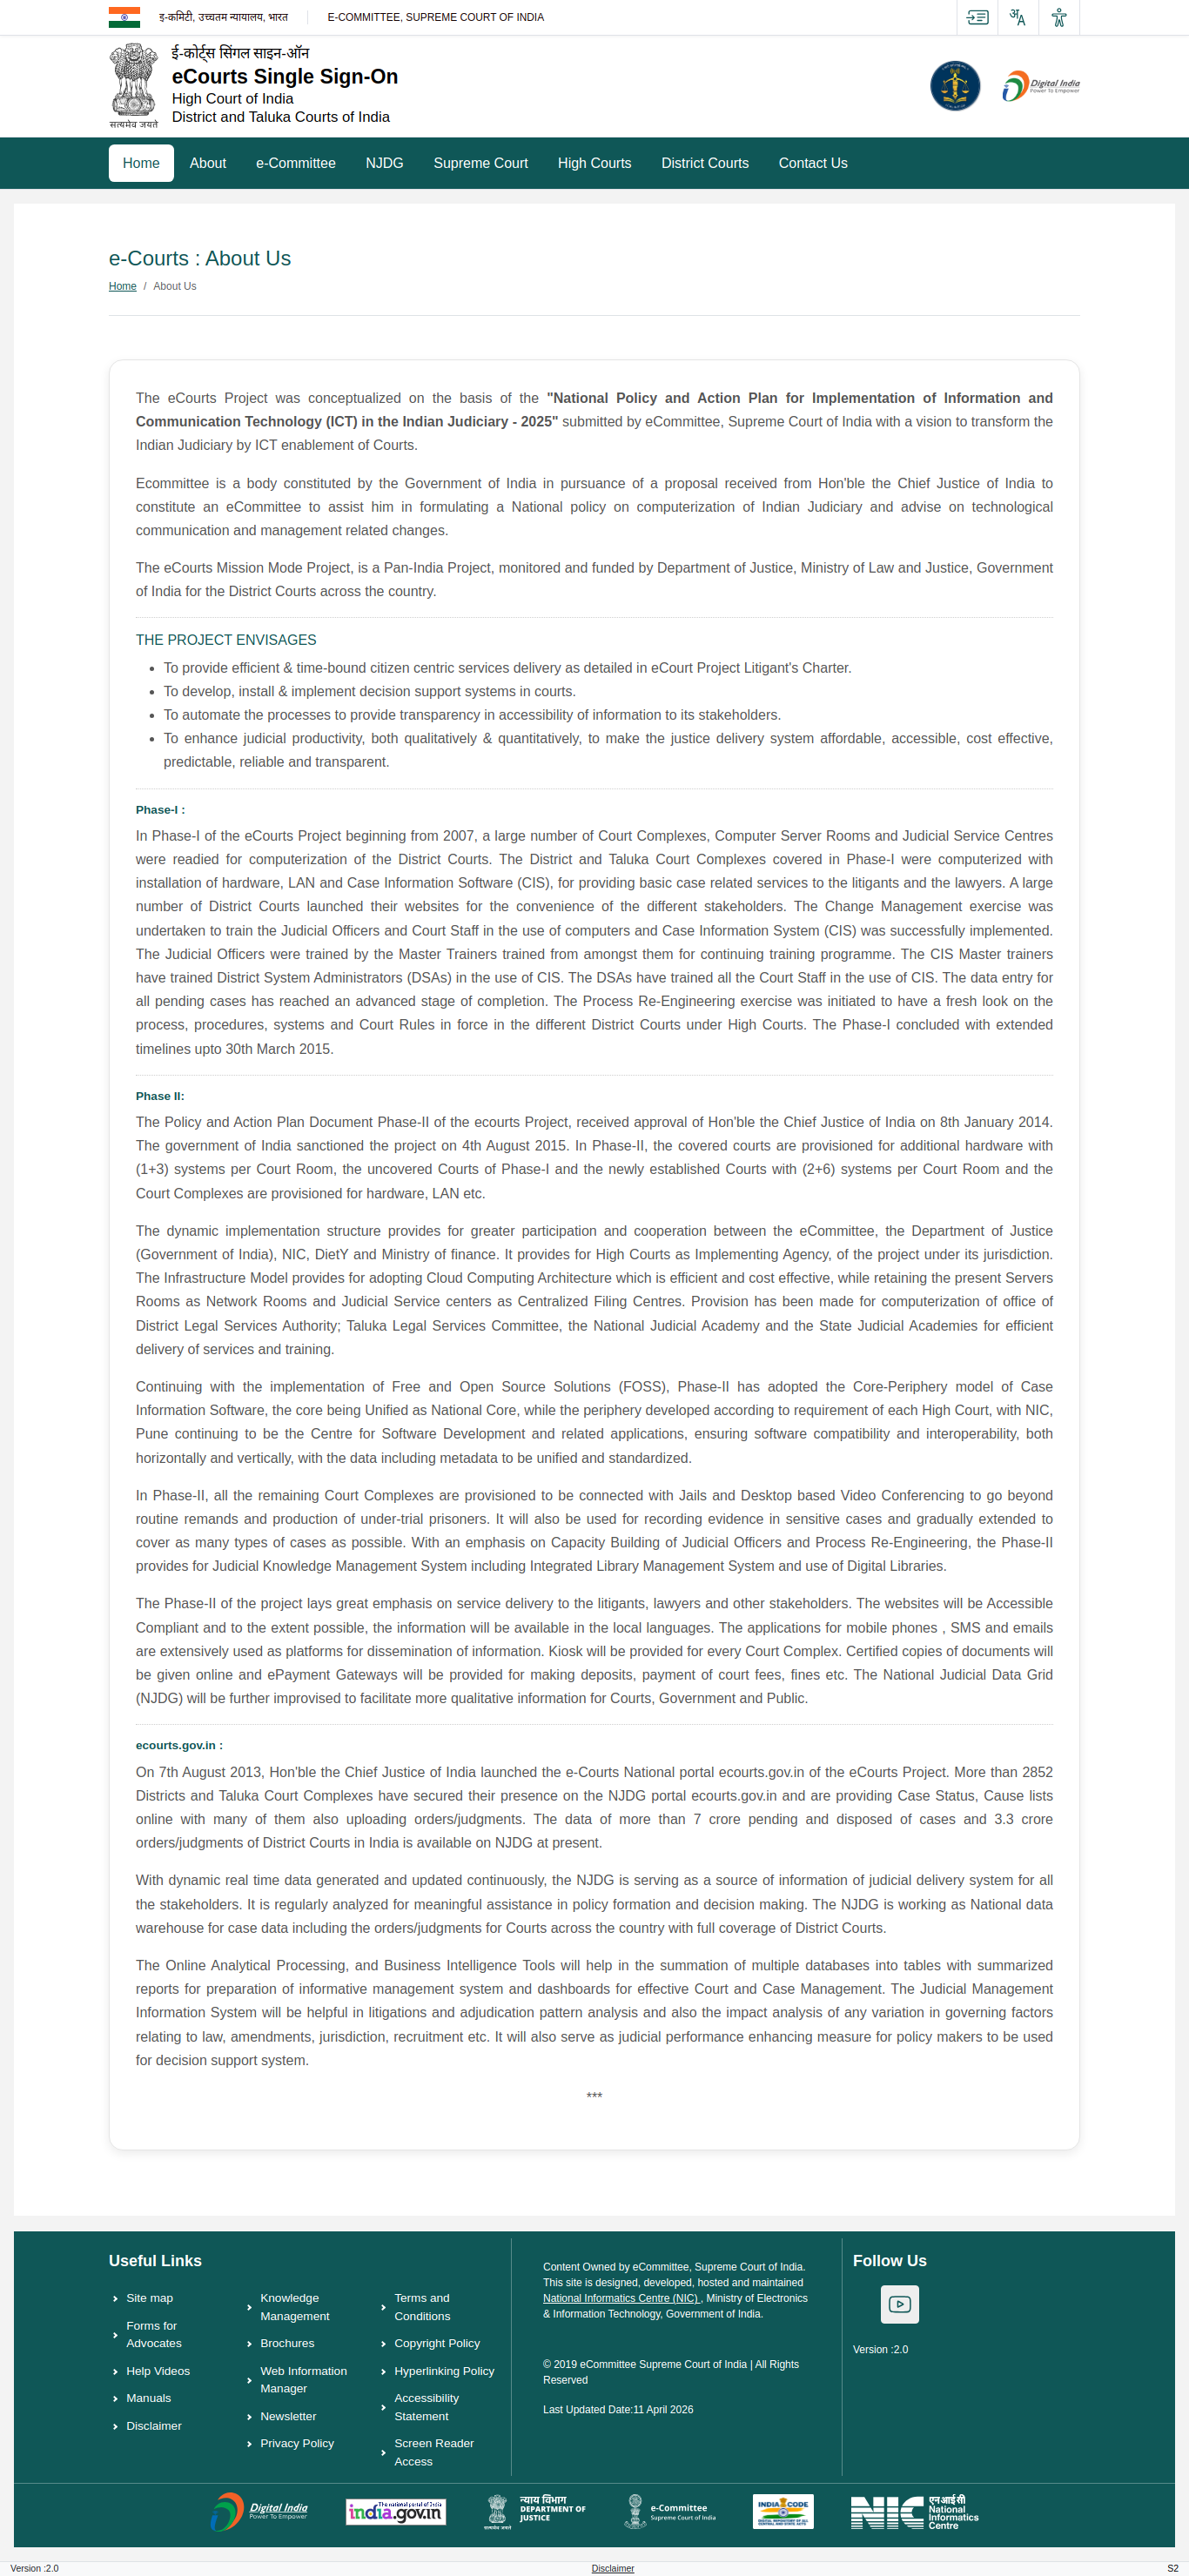 इ-कमिटी, उच्चतम न्यायालय, भारत
E-COMMITTEE, SUPREME COURT OF INDIA
अ A
ई-कोर्ट्स सिंगल साइन-ऑन
eCourts Single Sign-On
High Court of India
District and Taluka Courts of India
सत्यमेव जयते
Digital India
Power To Empower
Home
About
e-Committee
NJDG
Supreme Court
High Courts
District Courts
Contact Us
e-Courts : About Us
Home / About Us
The eCourts Project was conceptualized on the basis of the "National Policy and Action Plan for Implementation of Information and
Communication Technology (ICT) in the Indian Judiciary - 2025" submitted by eCommittee, Supreme Court of India with a vision to transform the
Indian Judiciary by ICT enablement of Courts.
Ecommittee is a body constituted by the Government of India in pursuance of a proposal received from Hon'ble the Chief Justice of India to
constitute an eCommittee to assist him in formulating a National policy on computerization of Indian Judiciary and advise on technological
communication and management related changes.
The eCourts Mission Mode Project, is a Pan-India Project, monitored and funded by Department of Justice, Ministry of Law and Justice, Government
of India for the District Courts across the country.
THE PROJECT ENVISAGES
• To provide efficient & time-bound citizen centric services delivery as detailed in eCourt Project Litigant's Charter.
• To develop, install & implement decision support systems in courts.
• To automate the processes to provide transparency in accessibility of information to its stakeholders.
• To enhance judicial productivity, both qualitatively & quantitatively, to make the justice delivery system affordable, accessible, cost effective,
predictable, reliable and transparent.
Phase-I :
In Phase-I of the eCourts Project beginning from 2007, a large number of Court Complexes, Computer Server Rooms and Judicial Service Centres
were readied for computerization of the District Courts. The District and Taluka Court Complexes covered in Phase-I were computerized with
installation of hardware, LAN and Case Information Software (CIS), for providing basic case related services to the litigants and the lawyers. A large
number of District Courts launched their websites for the convenience of the different stakeholders. The Change Management exercise was
undertaken to train the Judicial Officers and Court Staff in the use of computers and Case Information System (CIS) was successfully implemented.
The Judicial Officers were trained by the Master Trainers trained from amongst them for continuing training programme. The CIS Master trainers
have trained District System Administrators (DSAs) in the use of CIS. The DSAs have trained all the Court Staff in the use of CIS. The data entry for
all pending cases has reached an advanced stage of completion. The Process Re-Engineering exercise was initiated to have a fresh look on the
process, procedures, systems and Court Rules in force in the different District Courts under High Courts. The Phase-I concluded with extended
timelines upto 30th March 2015.
Phase II:
The Policy and Action Plan Document Phase-II of the ecourts Project, received approval of Hon'ble the Chief Justice of India on 8th January 2014.
The government of India sanctioned the project on 4th August 2015. In Phase-II, the covered courts are provisioned for additional hardware with
(1+3) systems per Court Room, the uncovered Courts of Phase-I and the newly established Courts with (2+6) systems per Court Room and the
Court Complexes are provisioned for hardware, LAN etc.
The dynamic implementation structure provides for greater participation and cooperation between the eCommittee, the Department of Justice
(Government of India), NIC, DietY and Ministry of finance. It provides for High Courts as Implementing Agency, of the project under its jurisdiction.
The Infrastructure Model provides for adopting Cloud Computing Architecture which is efficient and cost effective, while retaining the present Servers
Rooms as Network Rooms and Judicial Service centers as Centralized Filing Centres. Provision has been made for computerization of office of
District Legal Services Authority; Taluka Legal Services Committee, the National Judicial Academy and the State Judicial Academies for efficient
delivery of services and training.
Continuing with the implementation of Free and Open Source Solutions (FOSS), Phase-II has adopted the Core-Periphery model of Case
Information Software, the core being Unified as National Core, while the periphery developed according to requirement of each High Court, with NIC,
Pune continuing to be the Centre for Software Development and related applications, ensuring software compatibility and interoperability, both
horizontally and vertically, with the data including metadata to be unified and standardized.
In Phase-II, all the remaining Court Complexes are provisioned to be connected with Jails and Desktop based Video Conferencing to go beyond
routine remands and production of under-trial prisoners. It will also be used for recording evidence in sensitive cases and gradually extended to
cover as many types of cases as possible. With an emphasis on Capacity Building of Judicial Officers and Process Re-Engineering, the Phase-II
provides for Judicial Knowledge Management System including Integrated Library Management System and use of Digital Libraries.
The Phase-II of the project lays great emphasis on service delivery to the litigants, lawyers and other stakeholders. The websites will be Accessible
Compliant and to the extent possible, the information will be available in the local languages. The applications for mobile phones , SMS and emails
are extensively used as platforms for dissemination of information. Kiosk will be provided for every Court Complex. Certified copies of documents will
be given online and ePayment Gateways will be provided for making deposits, payment of court fees, fines etc. The National Judicial Data Grid
(NJDG) will be further improvised to facilitate more qualitative information for Courts, Government and Public.
ecourts.gov.in :
On 7th August 2013, Hon'ble the Chief Justice of India launched the e-Courts National portal ecourts.gov.in of the eCourts Project. More than 2852
Districts and Taluka Court Complexes have secured their presence on the NJDG portal ecourts.gov.in and are providing Case Status, Cause lists
online with many of them also uploading orders/judgments. The data of more than 7 crore pending and disposed of cases and 3.3 crore
orders/judgments of District Courts in India is available on NJDG at present.
With dynamic real time data generated and updated continuously, the NJDG is serving as a source of information of judicial delivery system for all
the stakeholders. It is regularly analyzed for meaningful assistance in policy formation and decision making. The NJDG is working as National data
warehouse for case data including the orders/judgments for Courts across the country with full coverage of District Courts.
The Online Analytical Processing, and Business Intelligence Tools will help in the summation of multiple databases into tables with summarized
reports for preparation of informative management system and dashboards for effective Court and Case Management. The Judicial Management
Information System will be helpful in litigations and adjudication pattern analysis and also the impact analysis of any variation in governing factors
relating to law, amendments, jurisdiction, recruitment etc. It will also serve as judicial performance enhancing measure for policy makers to be used
for decision support system.
***
Useful Links
Site map
Forms for
Advocates
Help Videos
Manuals
Disclaimer
Knowledge
Management
Brochures
Web Information
Manager
Newsletter
Privacy Policy
Terms and
Conditions
Copyright Policy
Hyperlinking Policy
Accessibility
Statement
Screen Reader
Access
Content Owned by eCommittee, Supreme Court of India.
This site is designed, developed, hosted and maintained
National Informatics Centre (NIC) , Ministry of Electronics
& Information Technology, Government of India.
© 2019 eCommittee Supreme Court of India | All Rights
Reserved
Last Updated Date:11 April 2026
Follow Us
Version :2.0
Digital India
Power To Empower
The national portal of India
india.gov.in
सत्यमेव जयते
न्याय विभाग
DEPARTMENT OF
JUSTICE
e-Committee
Supreme Court of India
INDIA CODE
DIGITAL REPOSITORY OF ALL
CENTRAL AND STATE ACTS
NIC
एनआईसी
National
Informatics
Centre
Version :2.0
Disclaimer
S2